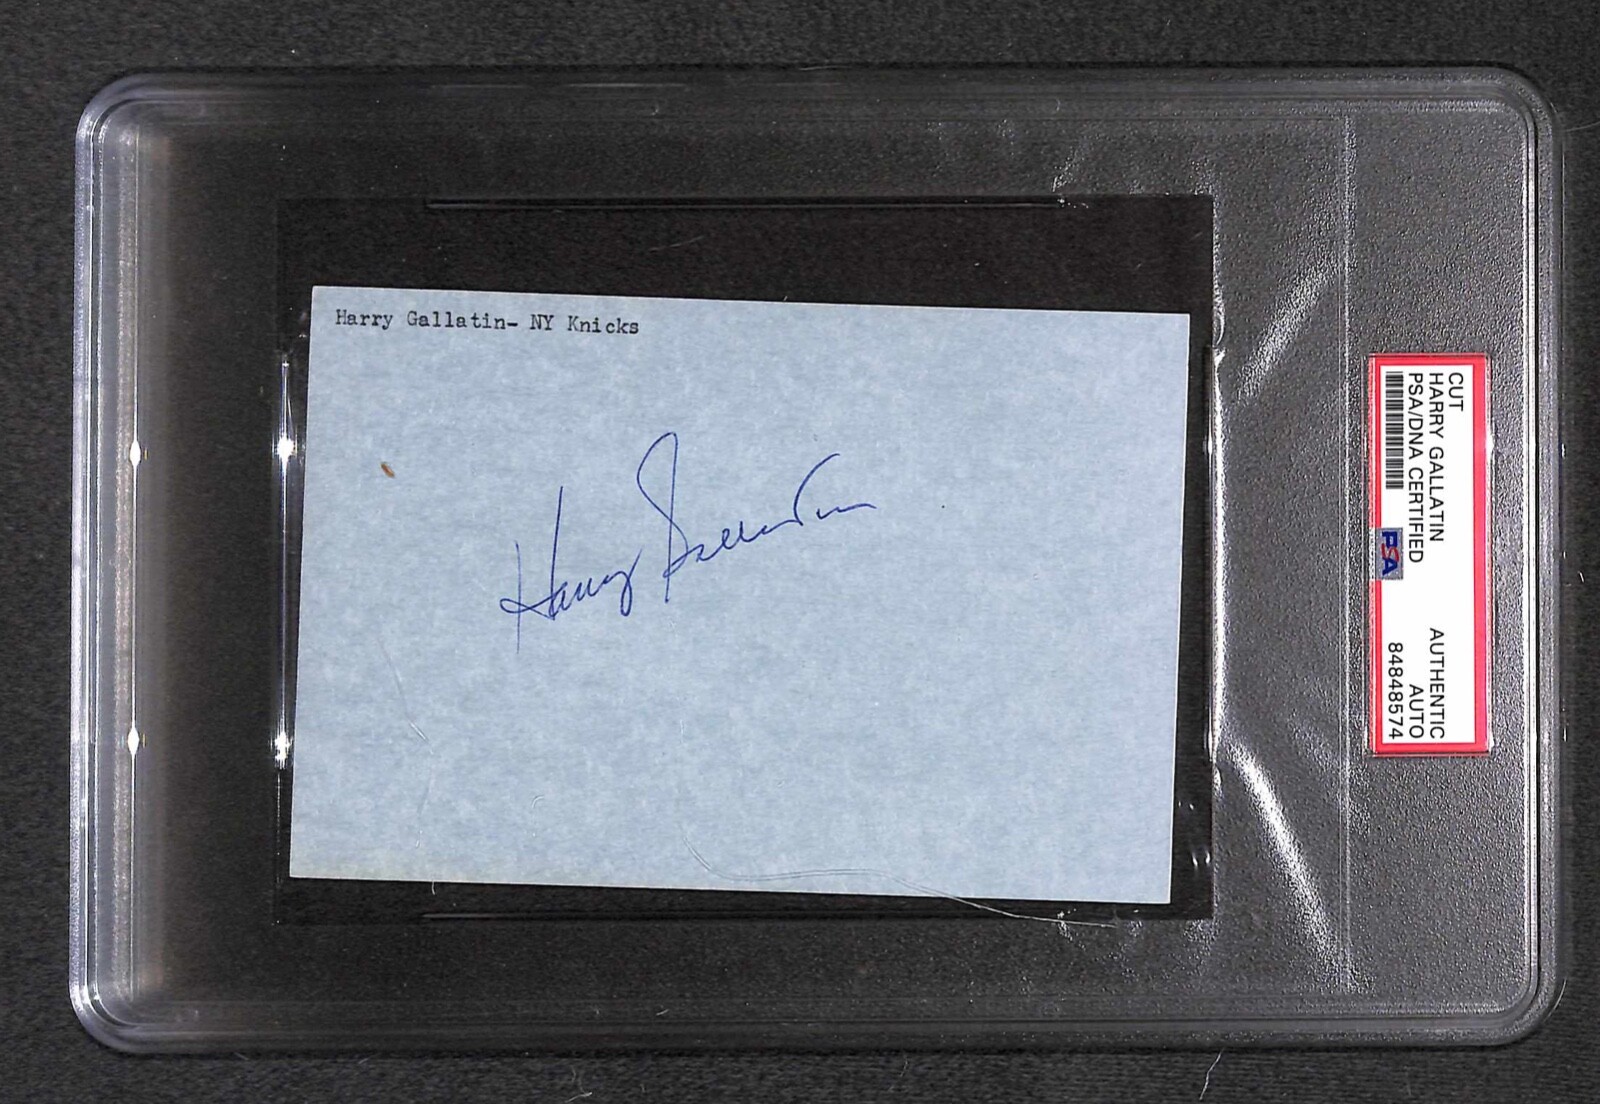 Harry Gallatin- NY Knicks
Harry Gallatin
CUT
HARRY GALLATIN
PSA/DNA CERTIFIED
PSA
AUTHENTIC
AUTO
84848574